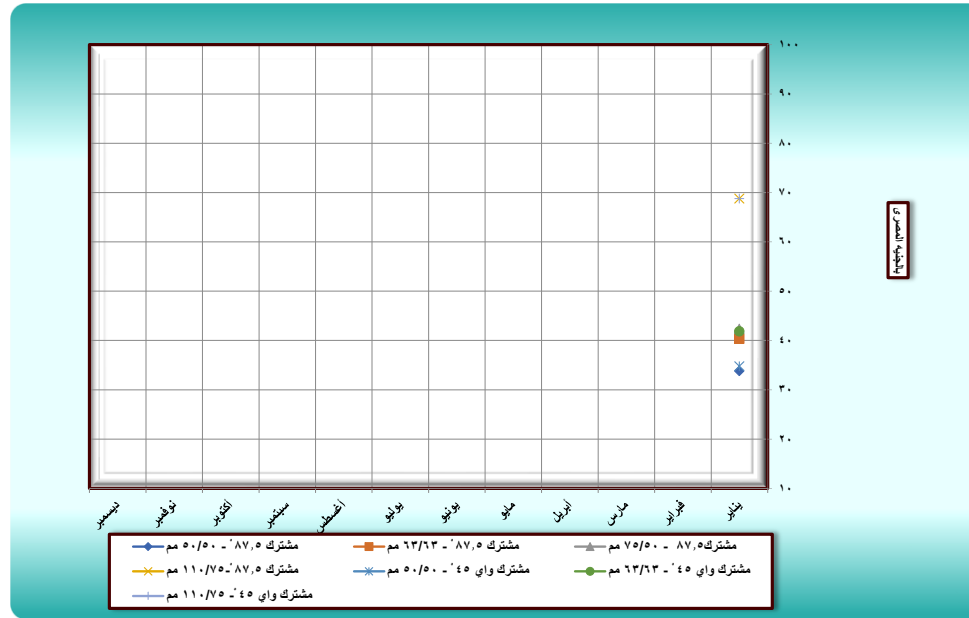 ١٠٠
٩٠
٨٠
٧٠
٦٠
٥٠
٤٠
٣٠
٢٠
١٠
بالجنيه المصرى
يناير
فبراير
مارس
أبريل
مايو
يونيو
يوليو
أغسطس
سبتمبر
أكتوبر
نوفمبر
ديسمبر
مشترك ٨٧,٥ ْ - ٥٠/٥٠ مم
مشترك ٨٧,٥ ْ - ٦٣/٦٣ مم
مشترك٨٧,٥ - ٧٥/٥٠ مم
مشترك ٨٧,٥ ْ- ١١٠/٧٥ مم
مشترك واي ٤٥ ْ - ٥٠/٥٠ مم
مشترك واي ٤٥ ْ - ٦٣/٦٣ مم
مشترك واي ٤٥ ْ- ١١٠/٧٥ مم